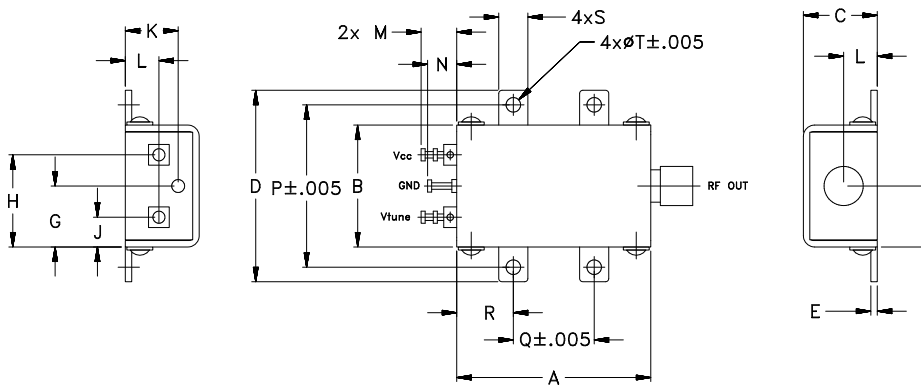 K
L
2x M
N
4xS
4xøT±.005
C
L
Vcc
GND
Vtune
H
G
J
D
P±.005
B
RF OUT
R
Q±.005
A
E